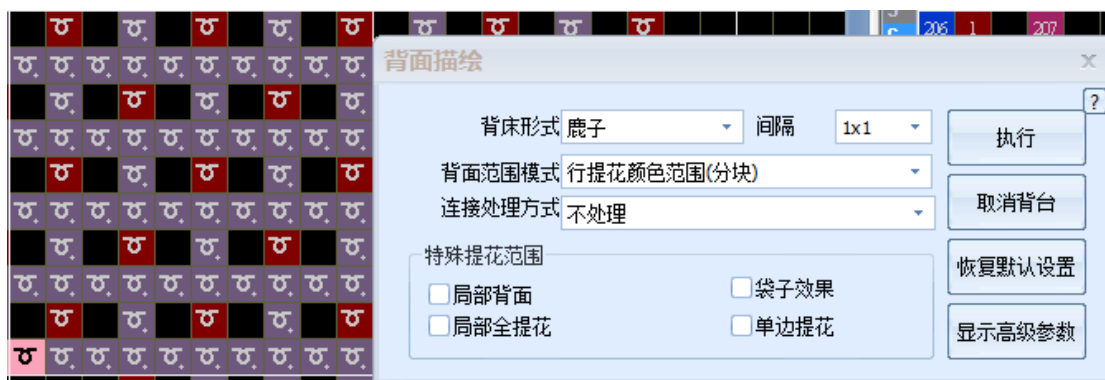 206 1 207
背面描绘
?
背床形式 鹿子 间隔 1x1
执行
背面范围模式 行提花颜色范围(分块)
取消背台
连接处理方式 不处理
特殊提花范围
恢复默认设置
局部背面 袋子效果
局部全提花 单边提花
显示高级参数